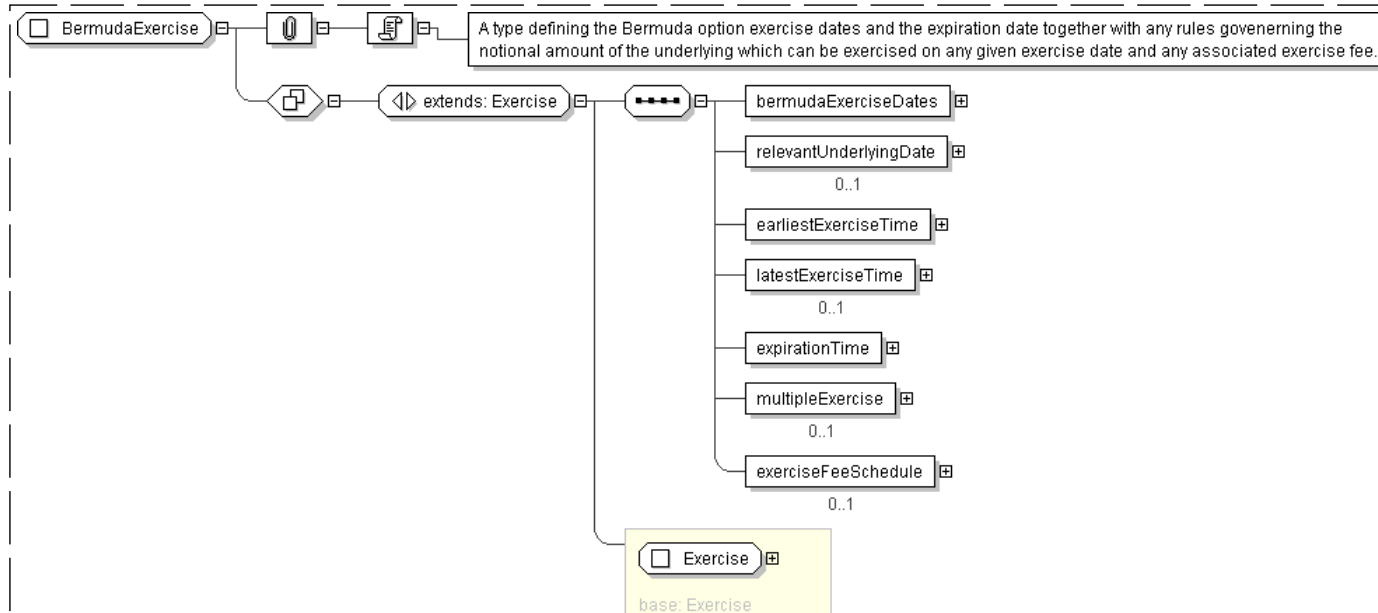 BermudaExercise
A type defining the Bermuda option exercise dates and the expiration date together with any rules govenerning the
notional amount of the underlying which can be exercised on any given exercise date and any associated exercise fee.
extends: Exercise
bermudaExerciseDates
relevantUnderlyingDate
0..1
earliestExerciseTime
latestExerciseTime
0..1
expirationTime
multipleExercise
0..1
exerciseFeeSchedule
0..1
Exercise
base: Exercise